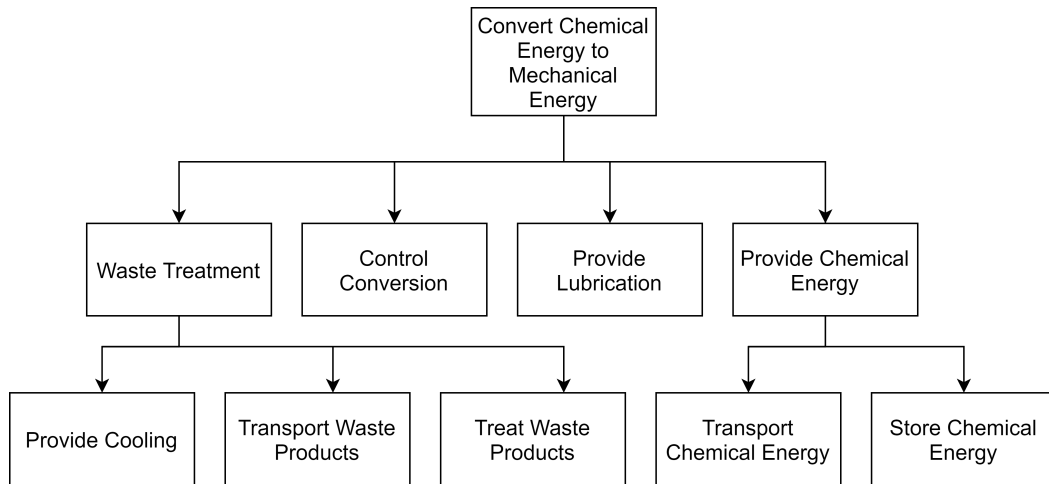 Convert Chemical
Energy to
Mechanical
Energy
Waste Treatment
Control
Conversion
Provide
Lubrication
Provide Chemical
Energy
Provide Cooling
Transport Waste
Products
Treat Waste
Products
Transport
Chemical Energy
Store Chemical
Energy